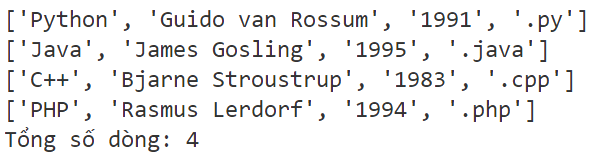 ['Python', 'Guido van Rossum', '1991', '.py']
['Java', 'James Gosling', '1995', '.java']
['C++', 'Bjarne Stroustrup', '1983', '.cpp']
['PHP', 'Rasmus Lerdorf', '1994', '.php']
Tổng số dòng: 4